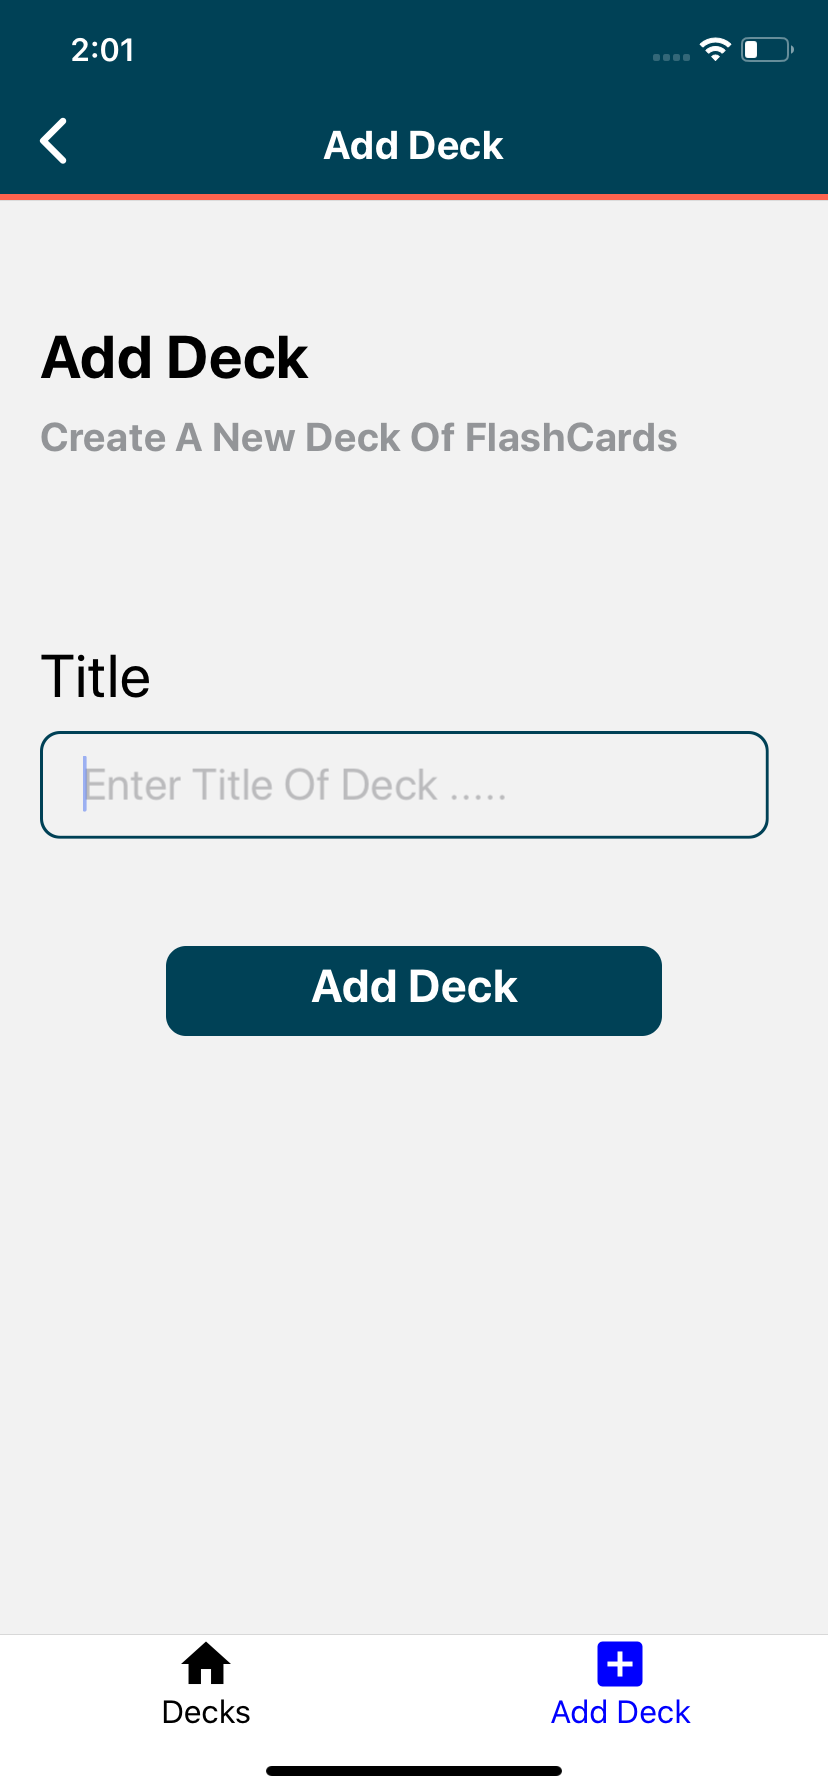 2:01
Add Deck
Add Deck
Create A New Deck Of FlashCards
Title
Enter Title Of Deck .....
Add Deck
Decks
Add Deck